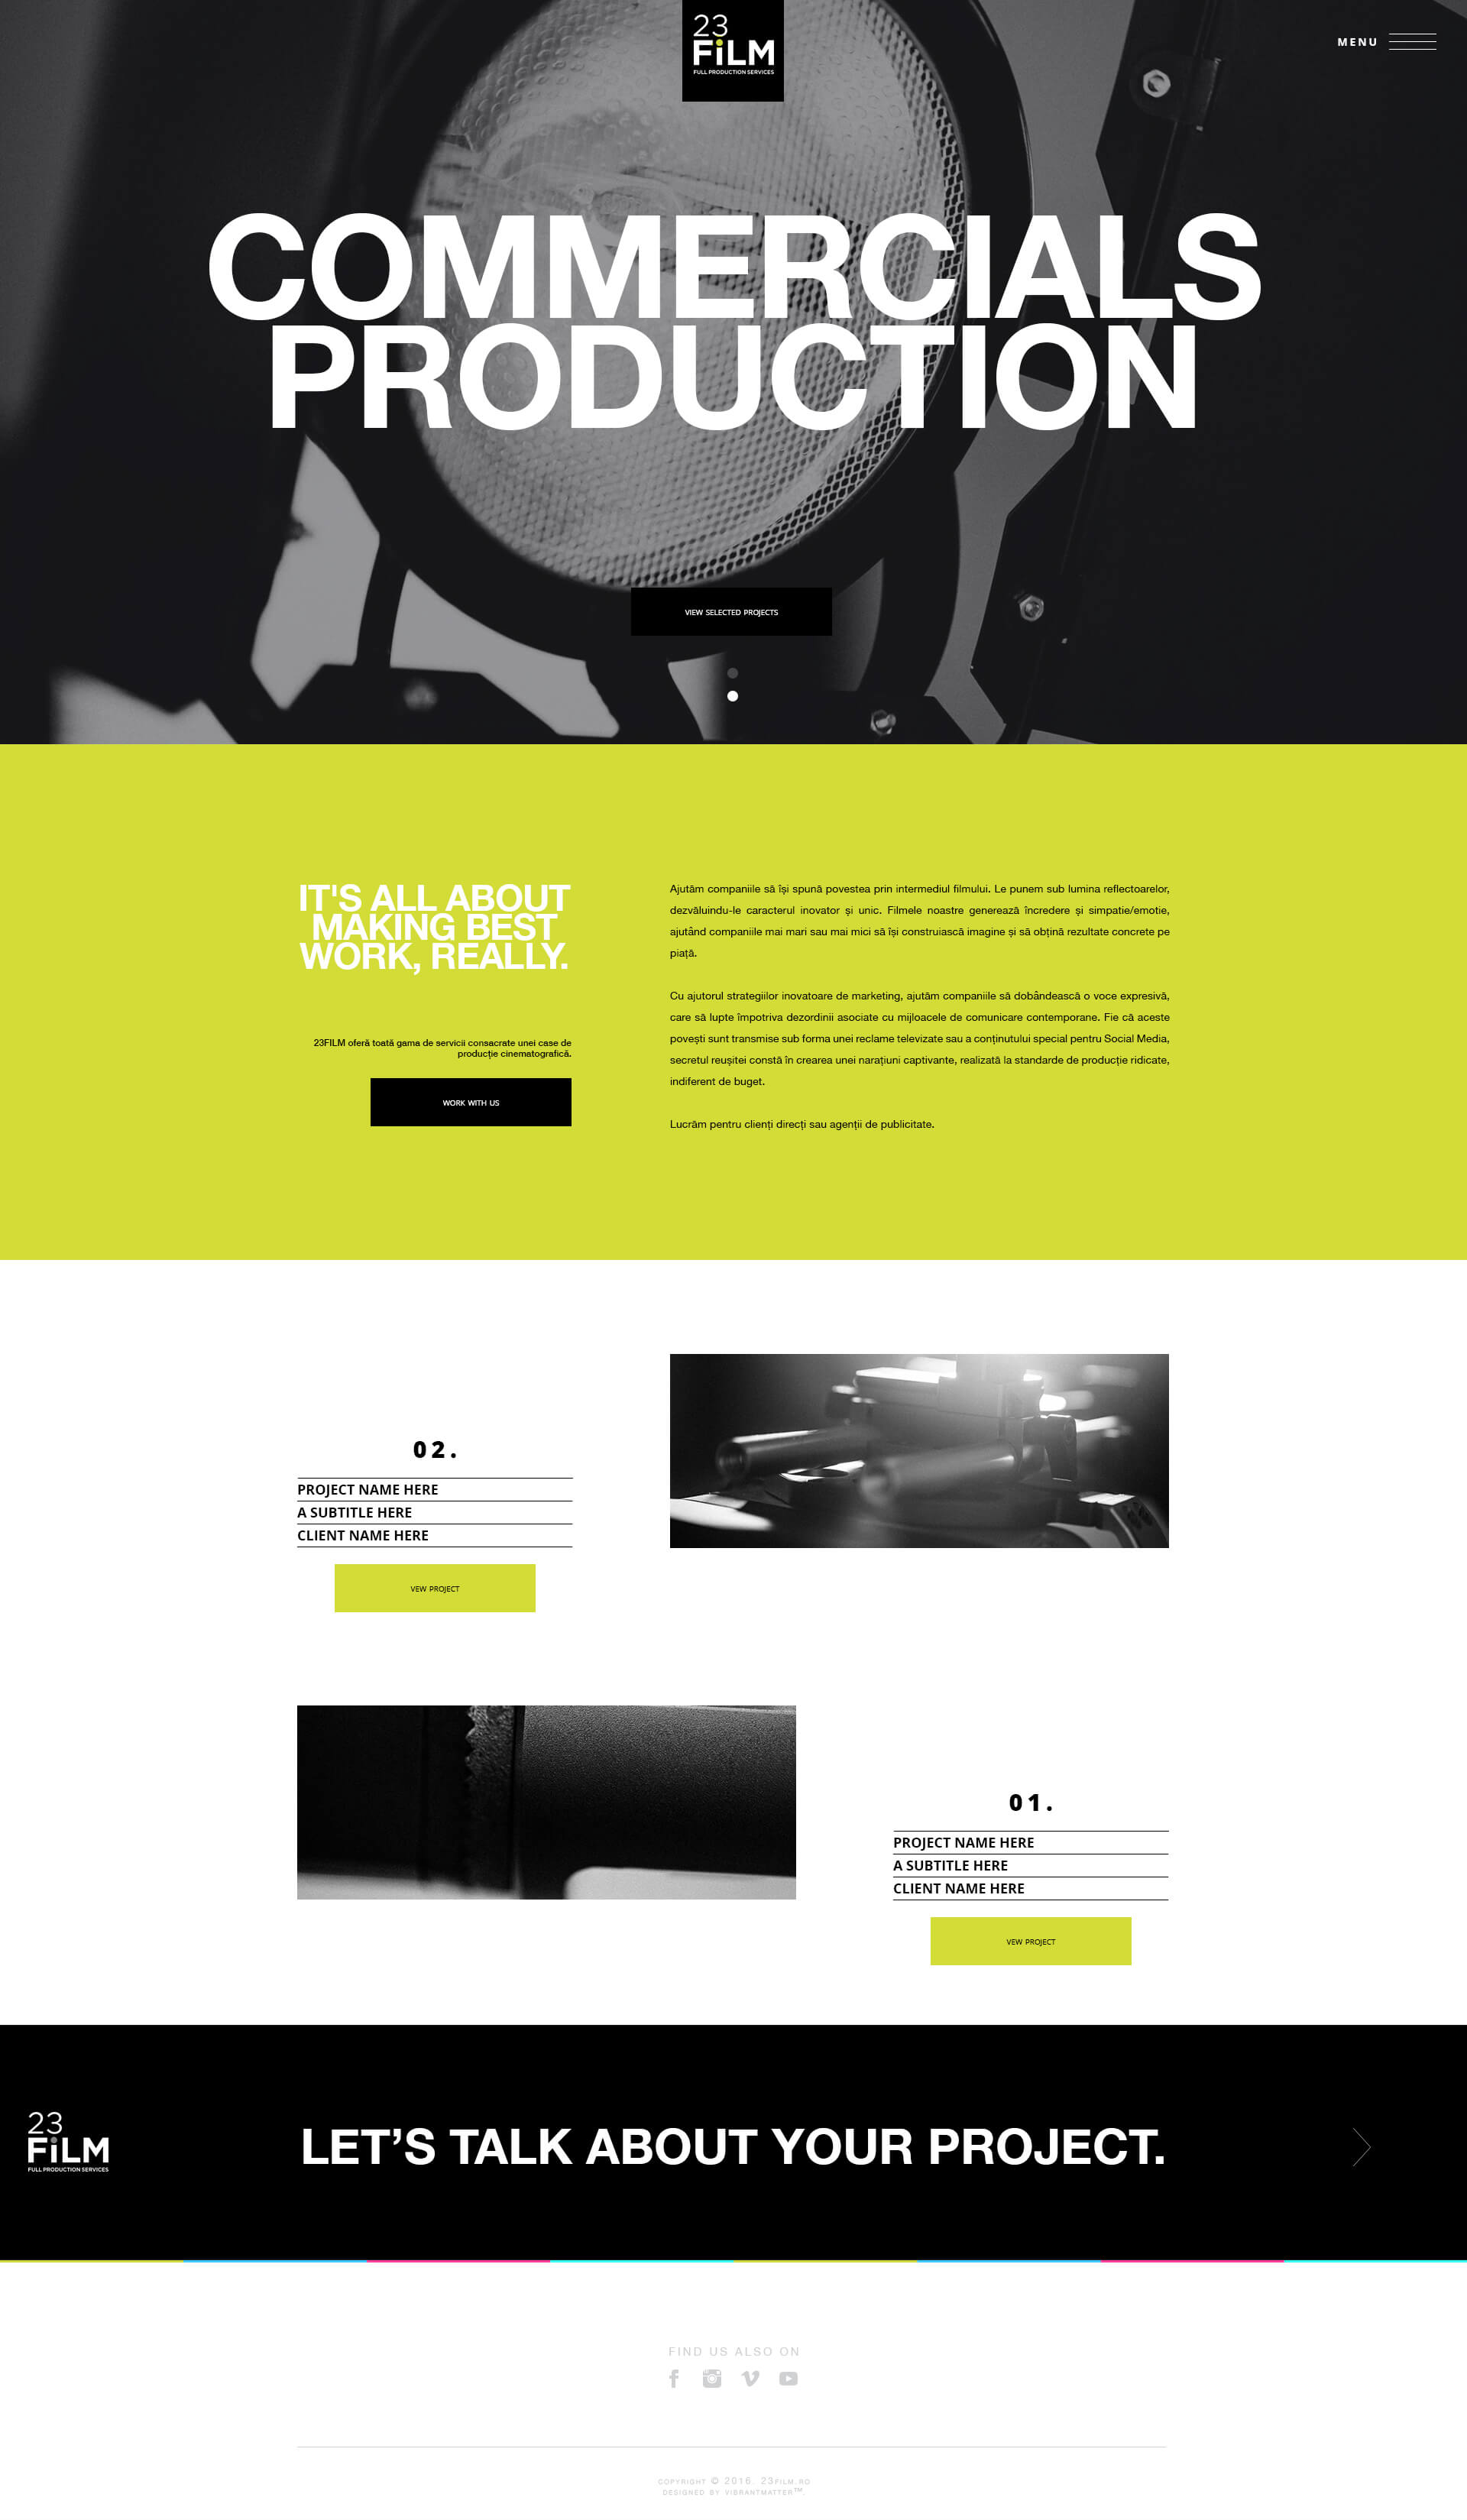 23
FiLM
FULL PRODUCTION SERVICES
MENU
COMMERCIALS
PRODUCTION
VIEW SELECTED PROJECTS
IT'S ALL ABOUT
MAKING BEST
WORK, REALLY.
23FILM oferă toată gama de servicii consacrate unei case de
producție cinematografică.
WORK WITH US
Ajutăm companiile să își spună povestea prin intermediul filmului. Le punem sub lumina reflectoarelor,
dezvăluindu-le caracterul inovator și unic. Filmele noastre generează încredere și simpatie/emotie,
ajutând companiile mai mari sau mai mici să își construiască imagine și să obțină rezultate concrete pe
piață.
Cu ajutorul strategiilor inovatoare de marketing, ajutăm companiile să dobândească o voce expresivă,
care să lupte împotriva dezordinii asociate cu mijloacele de comunicare contemporane. Fie că aceste
povești sunt transmise sub forma unei reclame televizate sau a conținutului special pentru Social Media,
secretul reușitei constă în crearea unei narațiuni captivante, realizată la standarde de producție ridicate,
indiferent de buget.
Lucrăm pentru clienți direcți sau agenții de publicitate.
02.
PROJECT NAME HERE
A SUBTITLE HERE
CLIENT NAME HERE
VEW PROJECT
01.
PROJECT NAME HERE
A SUBTITLE HERE
CLIENT NAME HERE
VEW PROJECT
23
FiLM
FULL PRODUCTION SERVICES
LET’S TALK ABOUT YOUR PROJECT.
FIND US ALSO ON
COPYRIGHT © 2016. 23FILM.RO
DESIGNED BY VIBRANTMATTER™.